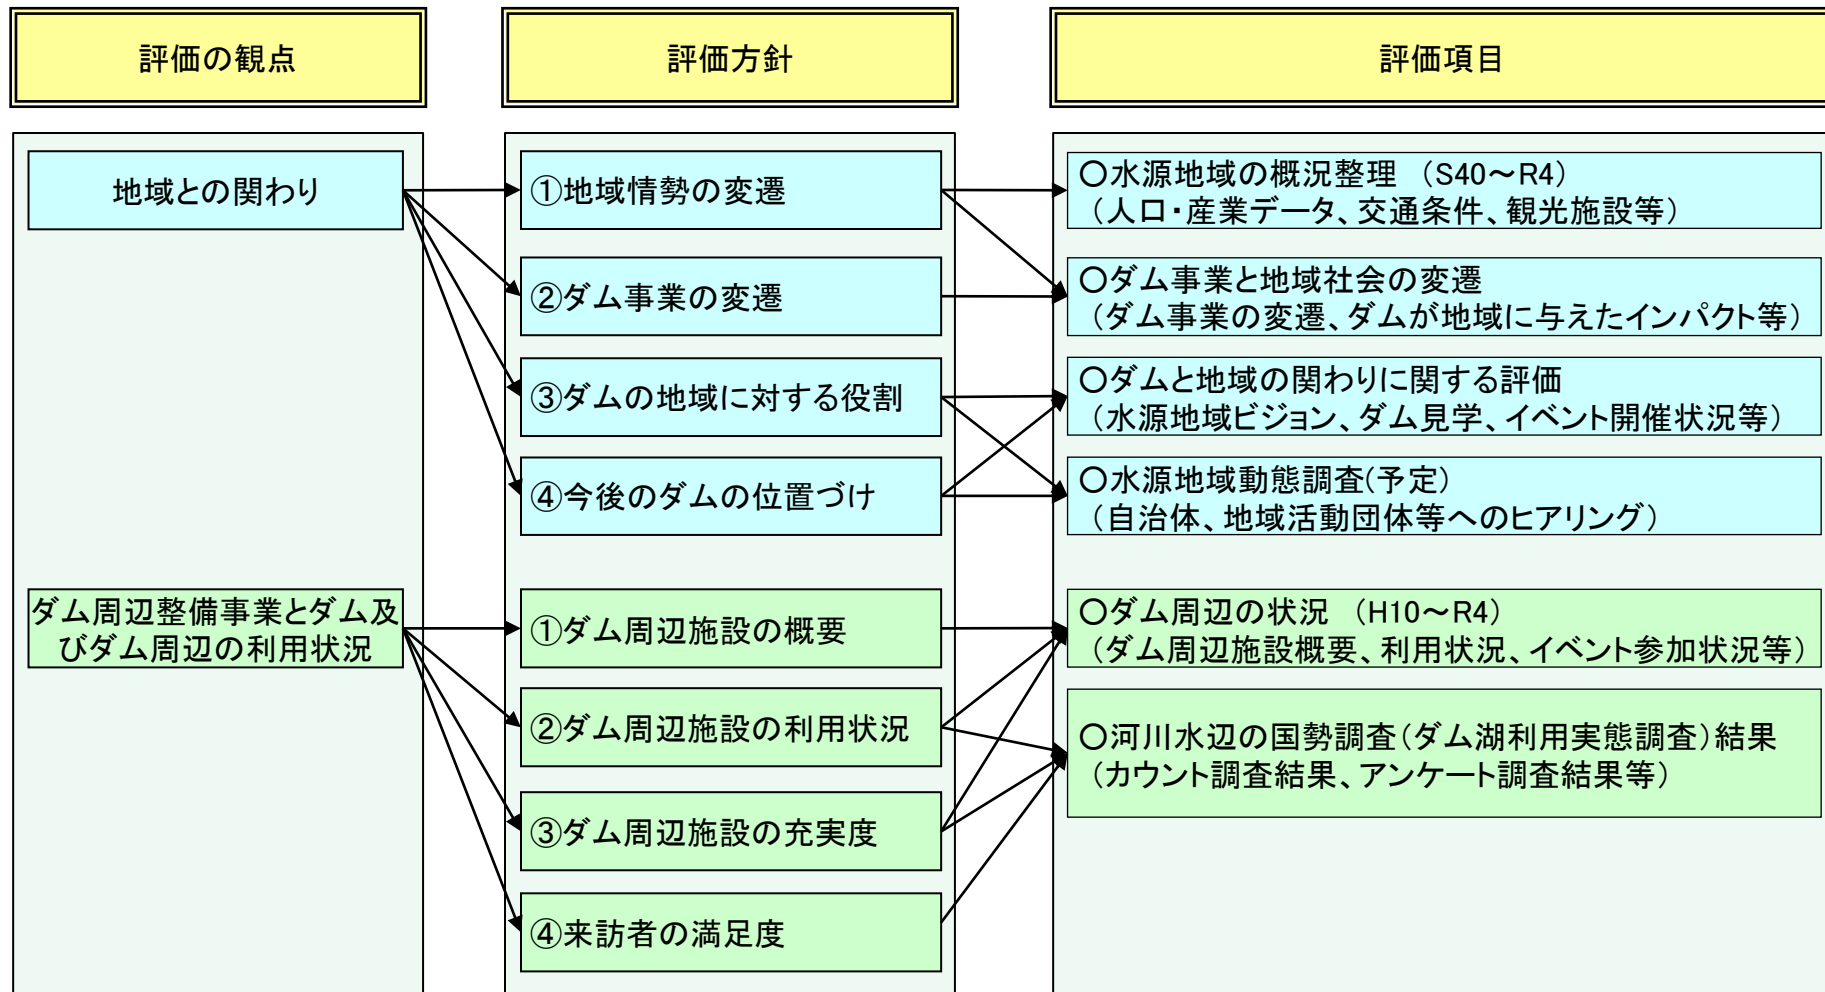 評価の観点
評価方針
評価項目
地域との関わり
①地域情勢の変遷
②ダム事業の変遷
③ダムの地域に対する役割
④今後のダムの位置づけ
○水源地域の概況整理 (S40~R4)
(人口・産業データ、交通条件、観光施設等)
○ダム事業と地域社会の変遷
(ダム事業の変遷、ダムが地域に与えたインパクト等)
○ダムと地域の関わりに関する評価
(水源地域ビジョン、ダム見学、イベント開催状況等)
○水源地域動態調査(予定)
(自治体、地域活動団体等へのヒアリング)
ダム周辺整備事業とダム及
びダム周辺の利用状況
①ダム周辺施設の概要
②ダム周辺施設の利用状況
③ダム周辺施設の充実度
④来訪者の満足度
○ダム周辺の状況 (H10~R4)
(ダム周辺施設概要、利用状況、イベント参加状況等)
○河川水辺の国勢調査(ダム湖利用実態調査)結果
(カウント調査結果、アンケート調査結果等)